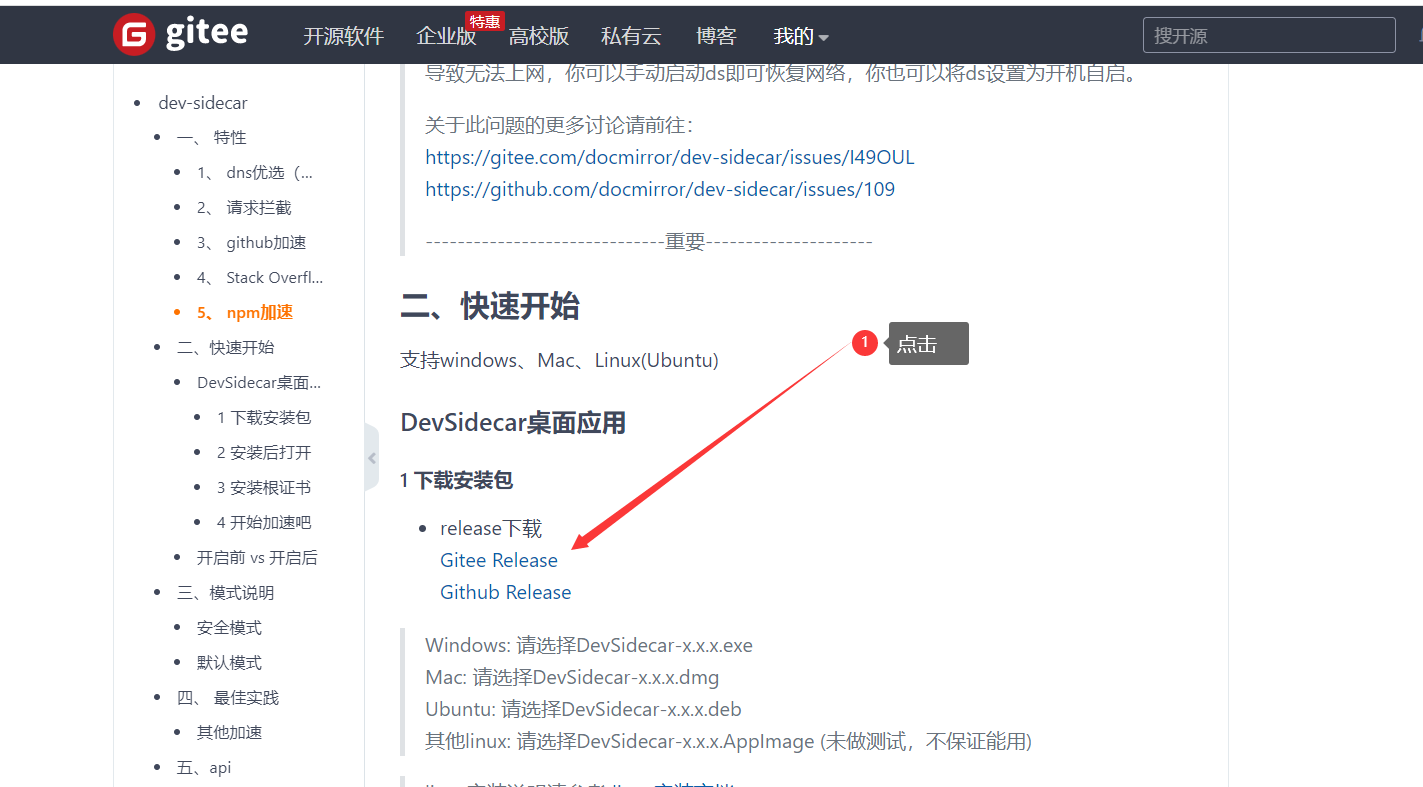 gitee
开源软件
企业版
特惠
高校版
私有云
博客
我的
搜开源
dev-sidecar
一、 特性
1、 dns优选（...
2、 请求拦截
3、 github加速
4、 Stack Overfl...
5、 npm加速
二、快速开始
DevSidecar桌面...
1 下载安装包
2 安装后打开
3 安装根证书
4 开始加速吧
开启前 vs 开启后
三、模式说明
安全模式
默认模式
四、 最佳实践
其他加速
五、api
导致无法上网，你可以手动启动ds即可恢复网络，你也可以将ds设置为开机自启。
关于此问题的更多讨论请前往：
https://gitee.com/docmirror/dev-sidecar/issues/I49OUL
https://github.com/docmirror/dev-sidecar/issues/109
------------------------------重要---------------------
二、快速开始
支持windows、Mac、Linux(Ubuntu)
1
点击
DevSidecar桌面应用
1 下载安装包
release下载
Gitee Release
Github Release
Windows: 请选择DevSidecar-x.x.x.exe
Mac: 请选择DevSidecar-x.x.x.dmg
Ubuntu: 请选择DevSidecar-x.x.x.deb
其他linux: 请选择DevSidecar-x.x.x.AppImage (未做测试，不保证能用)